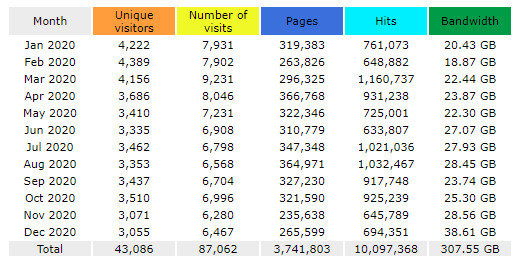 Month Unique visitors Number of visits Pages Hits Bandwidth
Jan 2020 4,222 7,931 319,383 761,073 20.43 GB
Feb 2020 4,389 7,902 263,826 648,882 18.87 GB
Mar 2020 4,156 9,231 296,325 1,160,737 22.44 GB
Apr 2020 3,686 8,046 366,768 931,238 23.87 GB
May 2020 3,410 7,231 322,346 725,001 22.30 GB
Jun 2020 3,335 6,908 310,779 633,807 27.07 GB
Jul 2020 3,462 6,798 347,348 1,021,036 27.93 GB
Aug 2020 3,353 6,568 364,971 1,032,467 28.45 GB
Sep 2020 3,437 6,704 327,230 917,748 23.74 GB
Oct 2020 3,510 6,996 321,590 925,239 25.30 GB
Nov 2020 3,071 6,280 235,638 645,789 28.56 GB
Dec 2020 3,055 6,467 265,599 694,351 38.61 GB
Total 43,086 87,062 3,741,803 10,097,368 307.55 GB